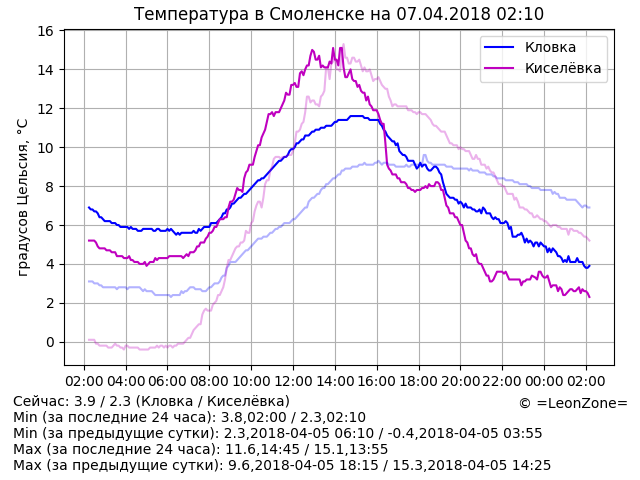 Температура в Смоленске на 07.04.2018 02:10
градусов Цельсия, °C
16
14
12
10
8
6
4
2
0
Кловка
Киселёвка
02:00 04:00 06:00 08:00 10:00 12:00 14:00 16:00 18:00 20:00 22:00 00:00 02:00
Сейчас: 3.9 / 2.3 (Кловка / Киселёвка)
© =LeonZone=
Min (за последние 24 часа): 3.8,02:00 / 2.3,02:10
Min (за предыдущие сутки): 2.3,2018-04-05 06:10 / -0.4,2018-04-05 03:55
Max (за последние 24 часа): 11.6,14:45 / 15.1,13:55
Max (за предыдущие сутки): 9.6,2018-04-05 18:15 / 15.3,2018-04-05 14:25